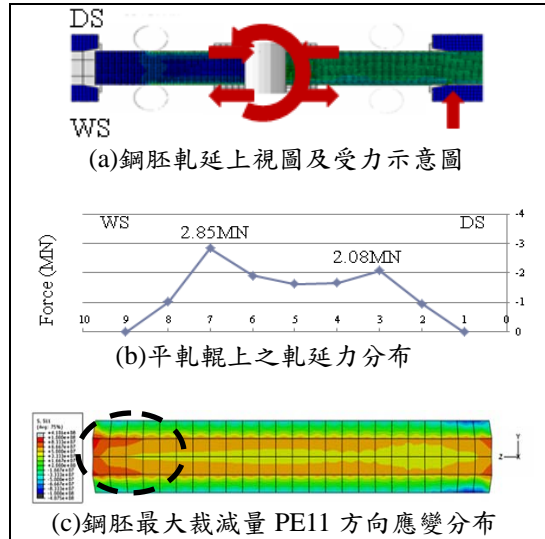 DS
WS
(a)鋼胚軋延上視圖及受力示意圖
WS
DS
2.85MN
2.08MN
Force (MN)
-4
-3
-2
-1
0
10 9 8 7 6 5 4 3 2 1 0
(b)平軋輥上之軋延力分布
(Avg: 75%)
Y
Z
X
(c)鋼胚最大裁減量 PE11 方向應變分布